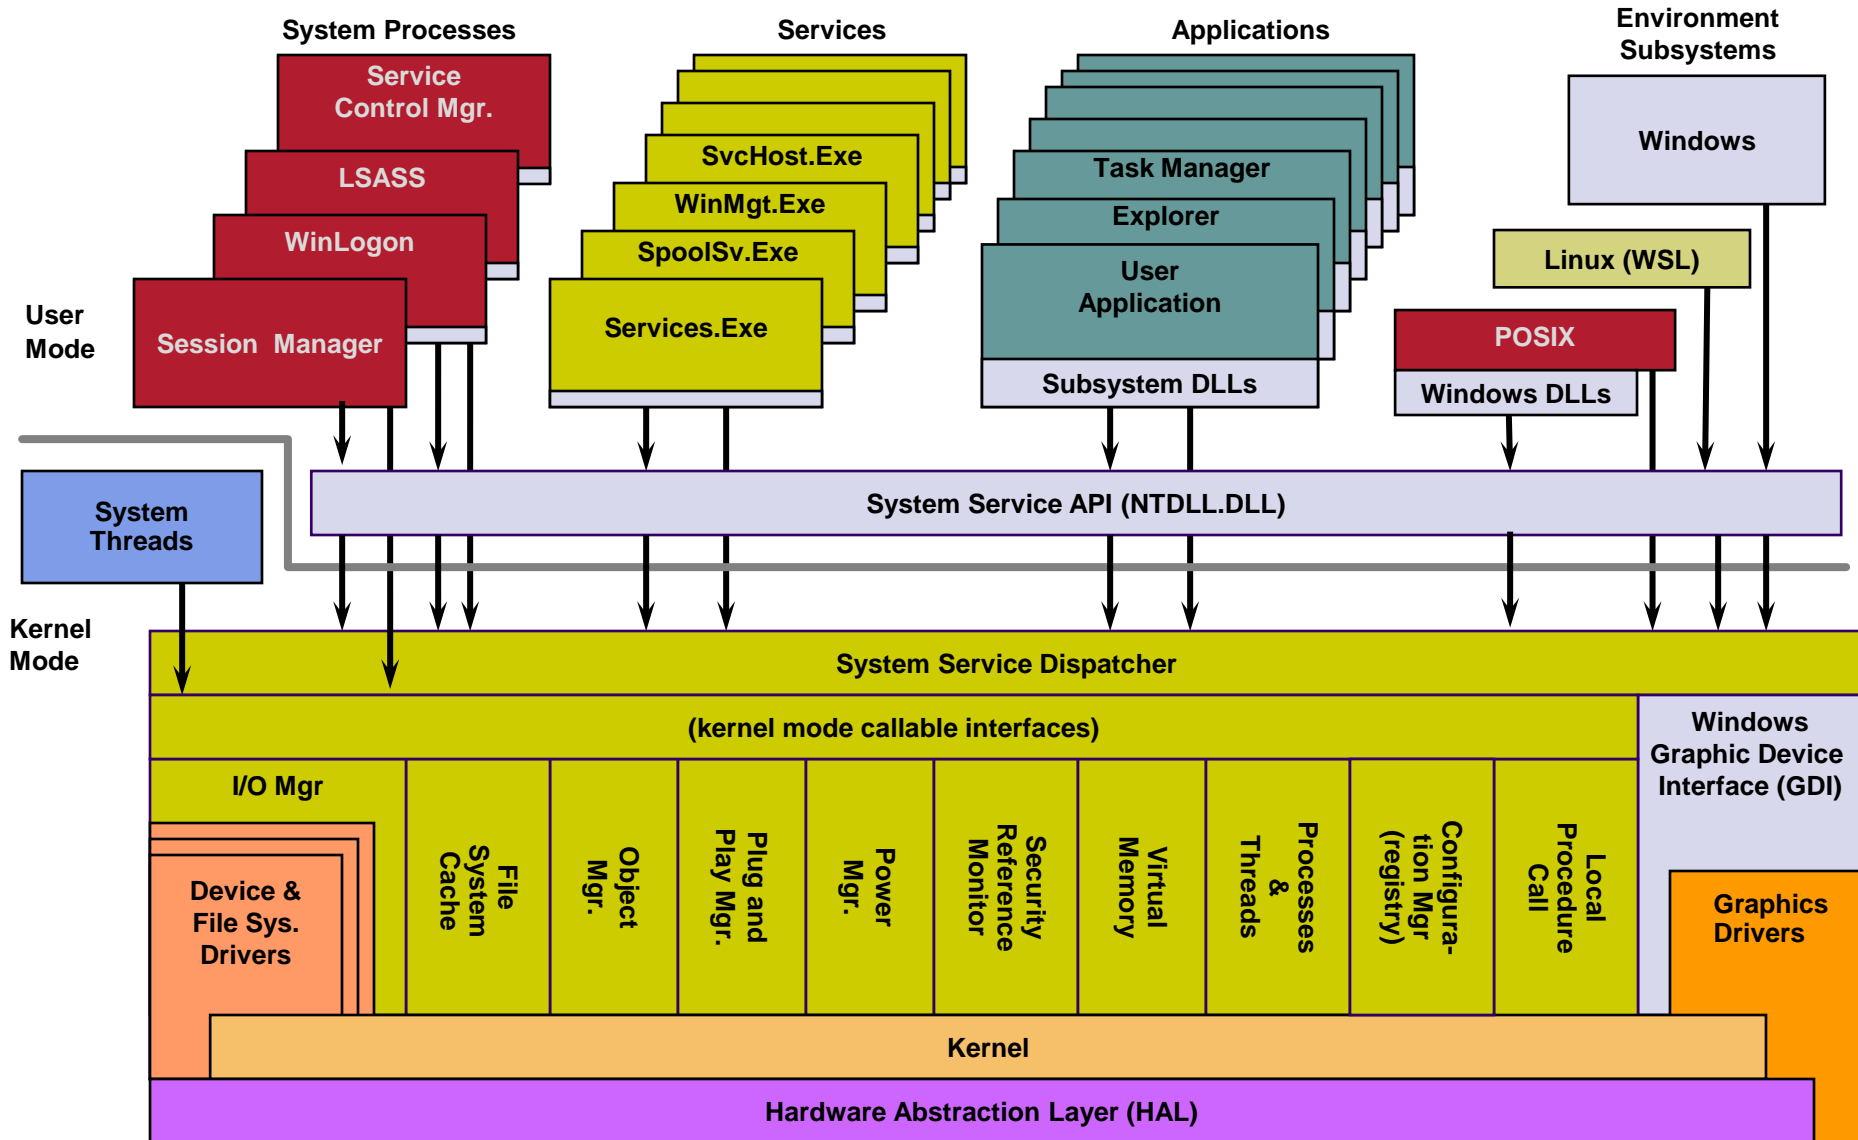 System Processes
Services
Applications
Environment
Subsystems
Service
Control Mgr.
LSASS
WinLogon
Session Manager
SvcHost.Exe
WinMgt.Exe
SpoolSv.Exe
Services.Exe
Task Manager
Explorer
User
Application
Subsystem DLLs
Windows
Linux (WSL)
POSIX
Windows DLLs
User
Mode
System
Threads
System Service API (NTDLL.DLL)
Kernel
Mode
System Service Dispatcher
(kernel mode callable interfaces)
Windows
Graphic Device
Interface (GDI)
I/O Mgr
Device &
File Sys.
Drivers
File
System
Cache
Object
Mgr.
Plug and
Play Mgr.
Power
Mgr.
Security
Reference
Monitor
Virtual
Memory
Processes
&
Threads
Configura-
tion Mgr
(registry)
Local
Procedure
Call
Graphics
Drivers
Kernel
Hardware Abstraction Layer (HAL)